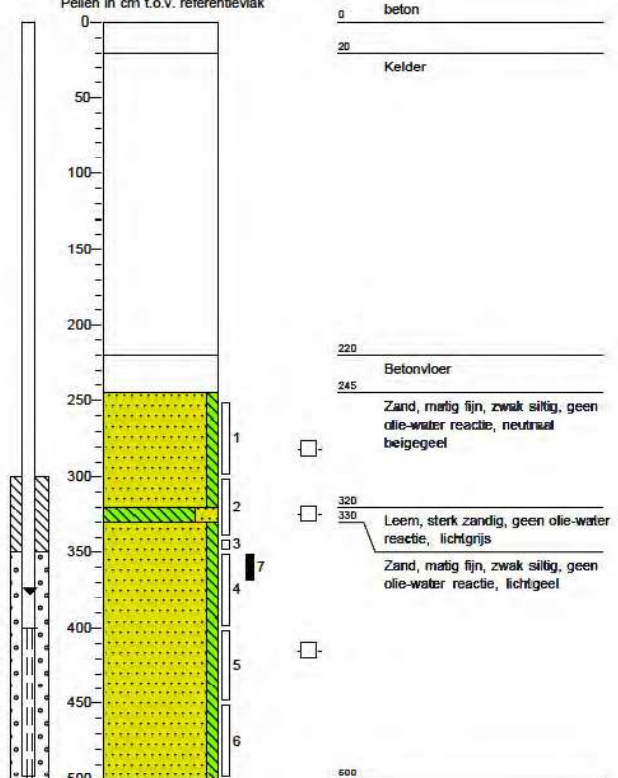 Peilen in cm t.o.v. referentievlak
0
50
100
150
200
250
300
350
400
450
500
1
2
3
7
4
5
6
0
beton
20
Kelder
220
Betonvloer
245
Zand, matig fijn, zwak siltig, geen
olie-water reactie, neutraal
beigegeel
320
330
Leem, sterk zandig, geen olie-water
reactie, lichtgrijs
Zand, matig fijn, zwak siltig, geen
olie-water reactie, lichtgeel
500